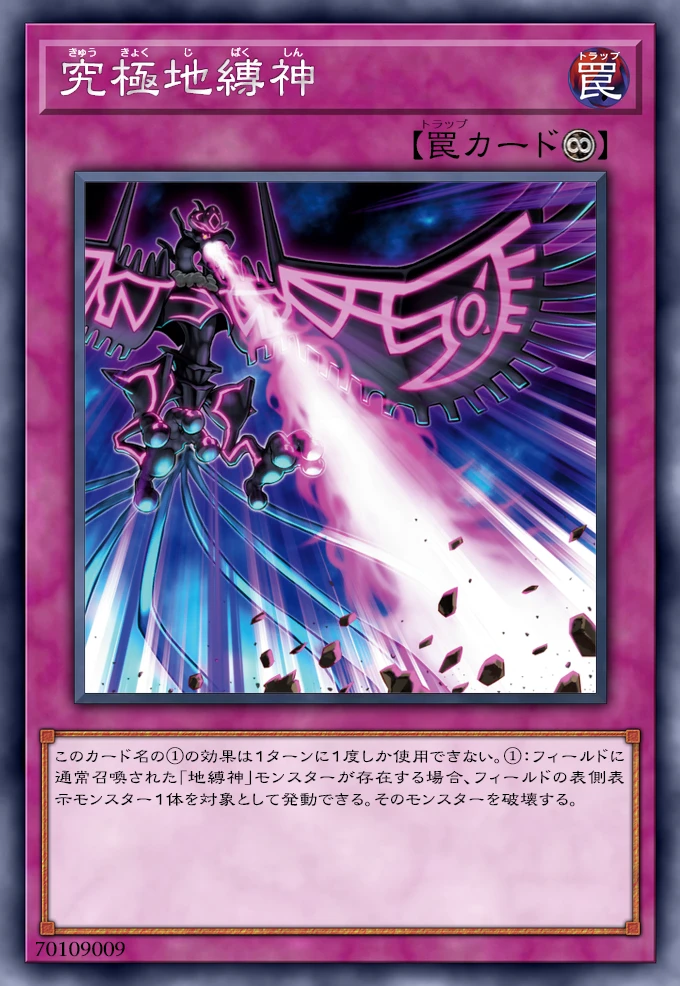 きゅうきょくじばくしん
究極地縛神
トラップ
罠
トラップ
【罠カード♾】
このカード名の①の効果は1ターンに1度しか使用できない。①:フィールドに
通常召喚された「地縛神」モンスターが存在する場合、フィールドの表側表
示モンスター1体を対象として発動できる。そのモンスターを破壊する。
70109009